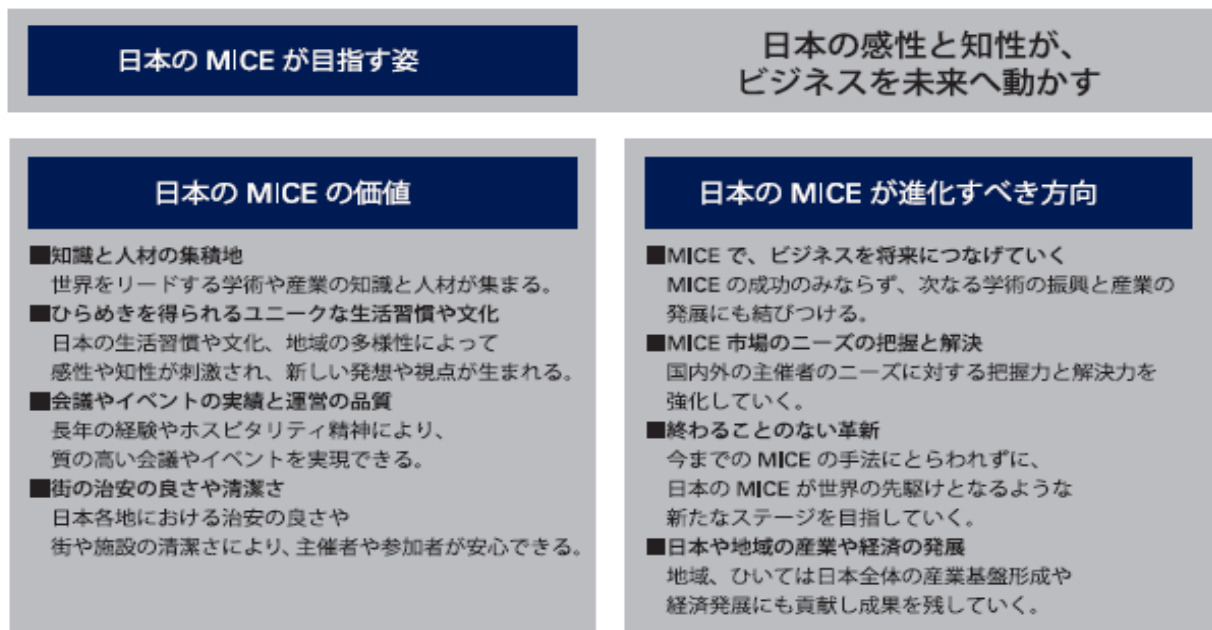 日本の MICE が目指す姿
日本の感性と知性が、
ビジネスを未来へ動かす
日本の MICE の価値
■知識と人材の集積地
世界をリードする学術や産業の知識と人材が集まる。
■ひらめきを得られるユニークな生活習慣や文化
日本の生活習慣や文化、地域の多様性によって
感性や知性が刺激され、新しい発想や視点が生まれる。
■会議やイベントの実績と運営の品質
長年の経験やホスピタリティ精神により、
質の高い会議やイベントを実現できる。
■街の治安の良さや清潔さ
日本各地における治安の良さや
街や施設の清潔さにより、主催者や参加者が安心できる。
日本の MICE が進化すべき方向
■MICE で、ビジネスを将来につなげていく
MICE の成功のみならず、次なる学術の振興と産業の
発展にも結びつける。
■MICE 市場のニーズの把握と解決
国内外の主催者のニーズに対する把握力と解決力を
強化していく。
■終わることのない革新
今までの MICE の手法にとらわれずに、
日本の MICE が世界の先駆けとなるような
新たなステージを目指していく。
■日本や地域の産業や経済の発展
地域、ひいては日本全体の産業基盤形成や
経済発展にも貢献し成果を残していく。